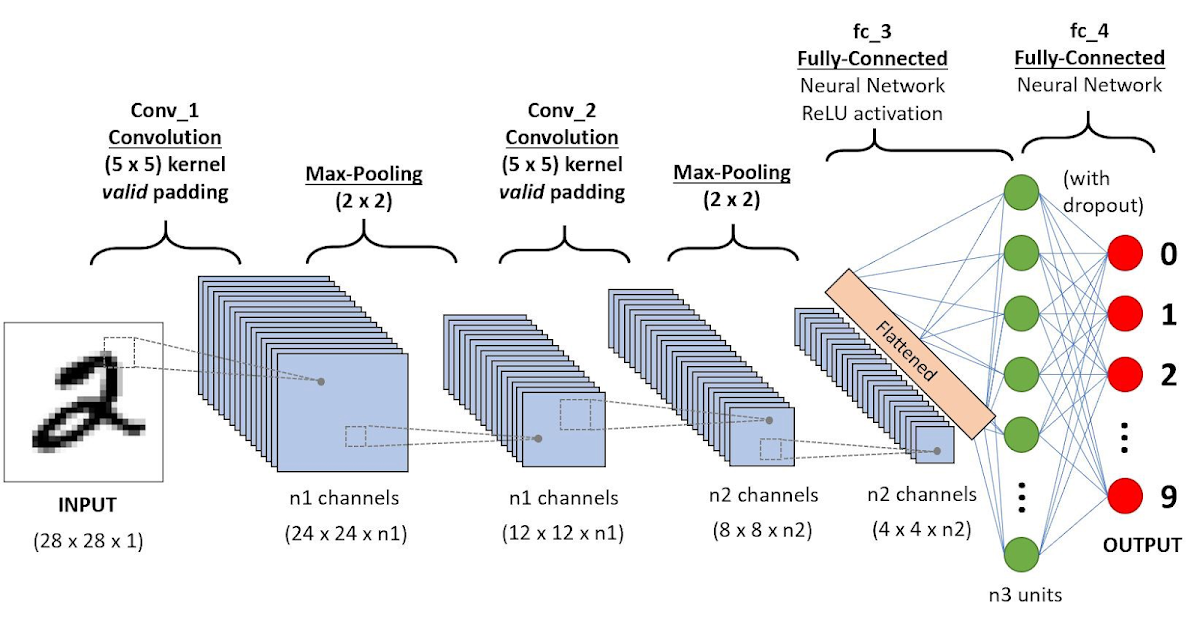 fc_3
Fully-Connected
Neural Network
ReLU activation
fc_4
Fully-Connected
Neural Network
Conv_1
Convolution
(5 x 5) kernel
valid padding
Max-Pooling
(2 x 2)
Conv_2
Convolution
(5 x 5) kernel
valid padding
Max-Pooling
(2 x 2)
(with
dropout)
0
1
2
9
Flattened
2
INPUT
(28 x 28 x 1)
n1 channels
(24 x 24 x n1)
n1 channels
(12 x 12 x n1)
n2 channels
(8 x 8 x n2)
n2 channels
(4 x 4 x n2)
OUTPUT
n3 units